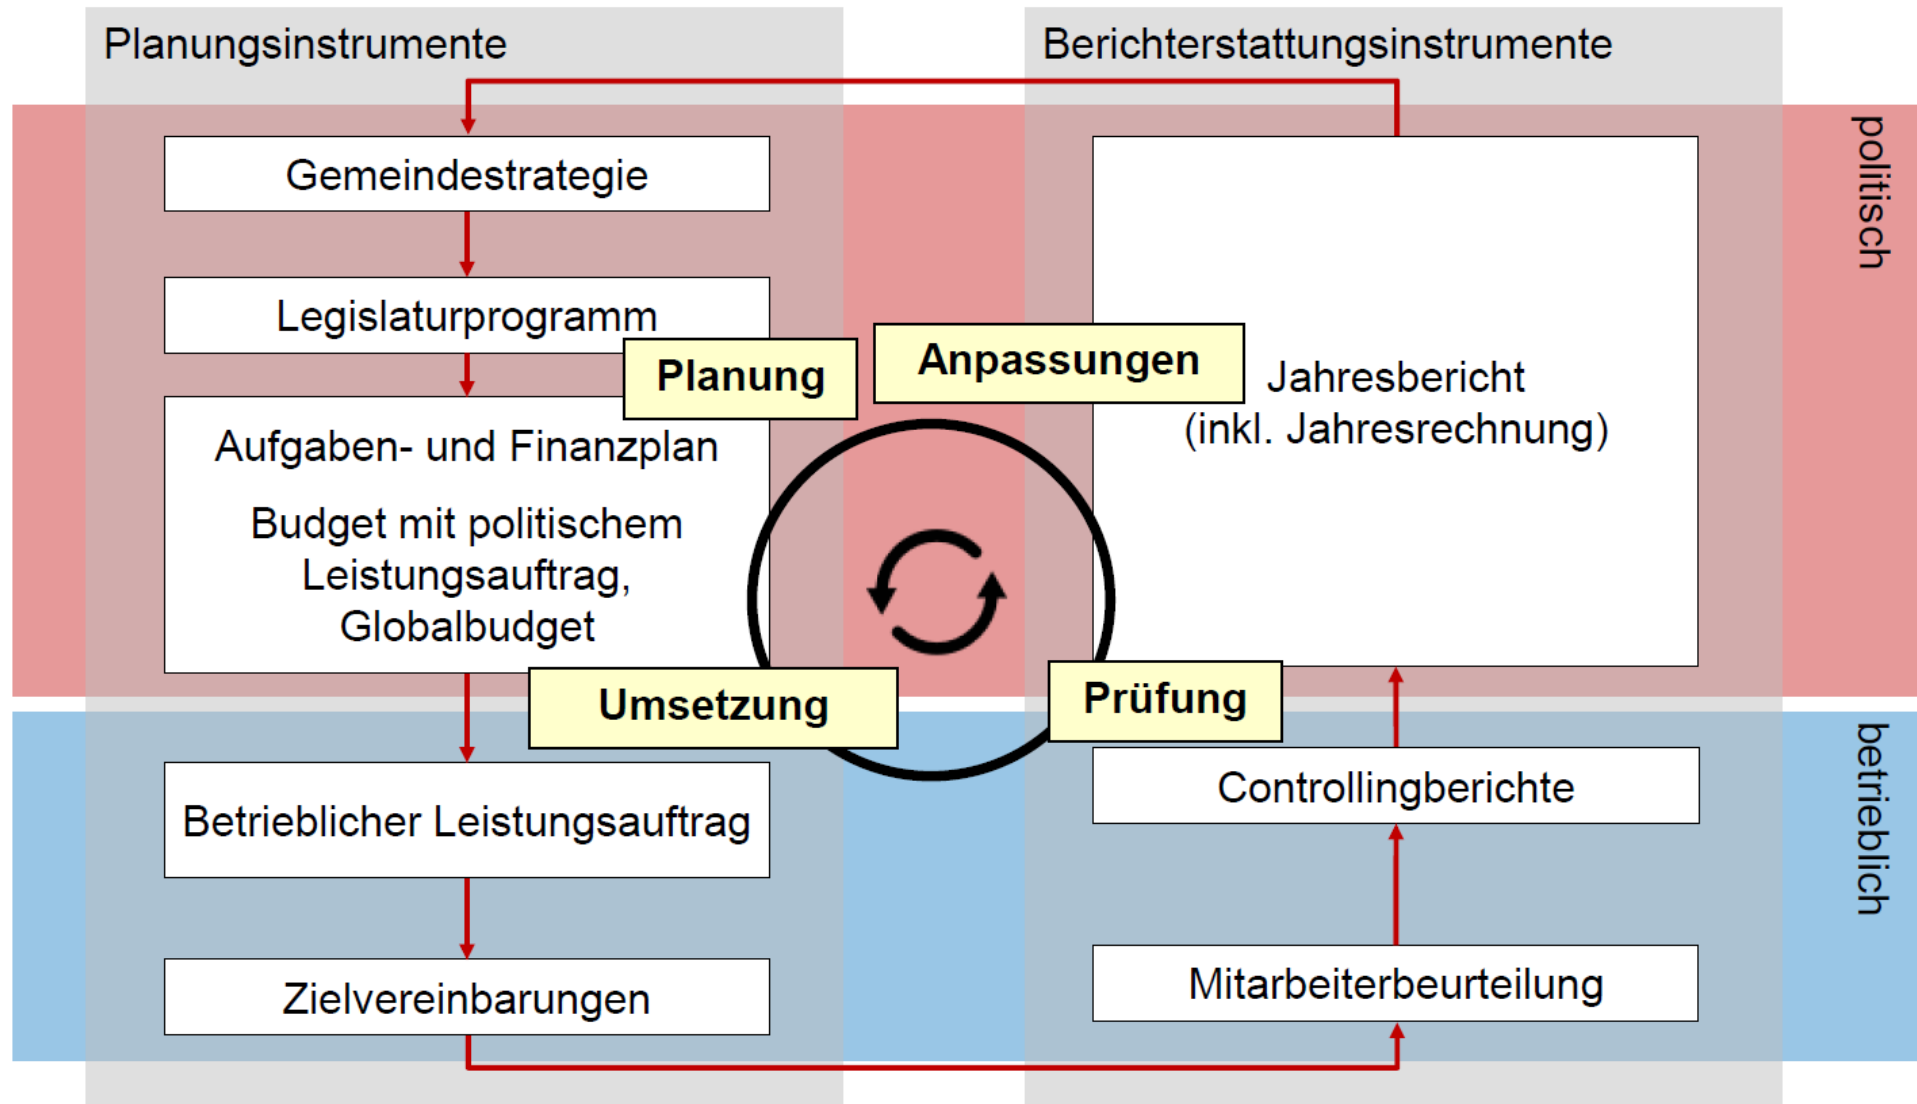 Planungsinstrumente
Berichterstattungsinstrumente
politisch
Gemeindestrategie
Legislaturprogramm
Planung
Anpassungen
Aufgaben- und Finanzplan
Budget mit politischem
Leistungsauftrag,
Globalbudget
Jahresbericht
(inkl. Jahresrechnung)
Umsetzung
Prüfung
betrieblich
Betrieblicher Leistungsauftrag
Controllingberichte
Zielvereinbarungen
Mitarbeiterbeurteilung